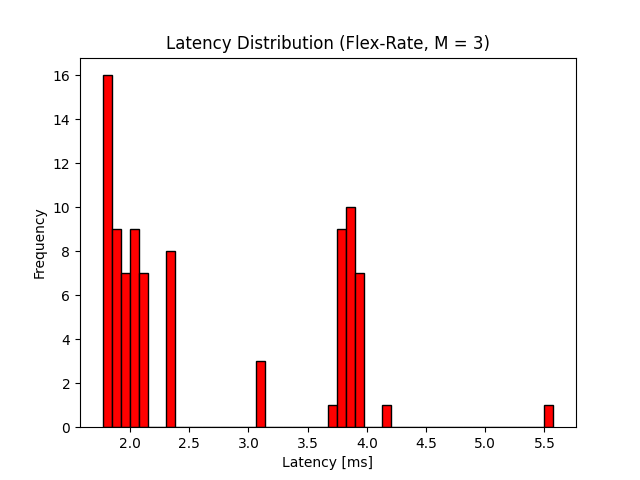 Latency Distribution (Flex-Rate, M = 3)
16
14
12
10
8
6
4
2
0
Frequency
2.0 2.5 3.0 3.5 4.0 4.5 5.0 5.5
Latency [ms]